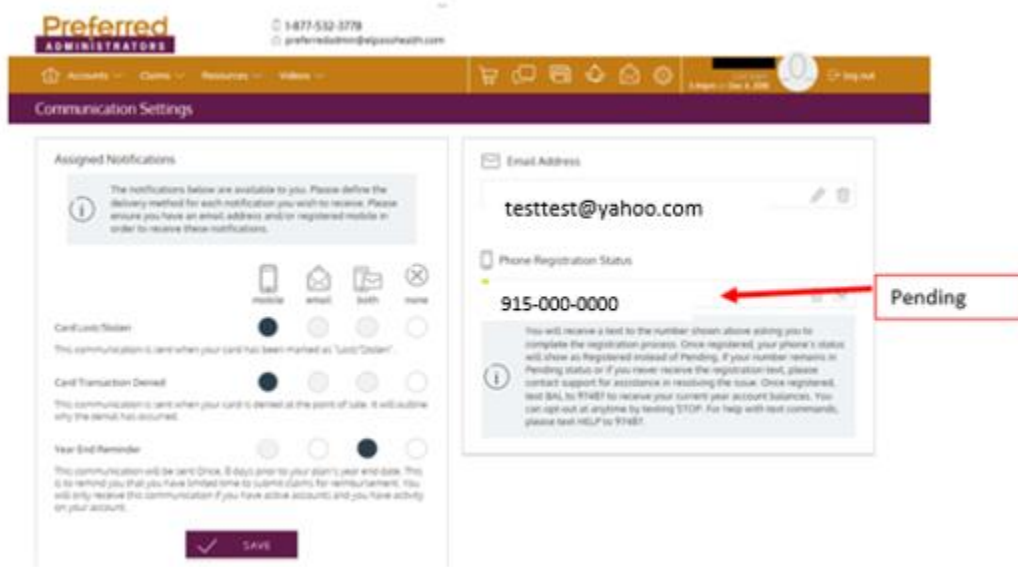 Preferred
ADMINISTRATORS
1-877-532-3778
preferredadmin@elpasohealth.com
Accounts Claims Resources Videos
log out
Communication Settings
Assigned Notifications
The notifications below are available to you. Please define the
delivery method for each notification you wish to receive. Please
ensure you have an email address and/or registered mobile in
order to receive these notifications.
mobile email both none
Card Lost/Stolen
This communication is sent when your card has been marked as "Lost/Stolen".
Card Transaction Denied
This communication is sent when your card is denied at the point of sale. It will outline
why the denial has occurred.
Year End Reminder
This communication will be sent Once, 8 days prior to your plan's year end date. This
is to remind you that you have limited time to submit claims for reimbursement. You
will only receive this communication if you have active accounts and you have activity
on your account.
SAVE
Email Address
testtest@yahoo.com
Phone Registration Status
915-000-0000
You will receive a text to the number shown above asking you to
complete the registration process. Once registered, your phone's status
will show as Registered instead of Pending. If your number remains in
Pending status or if you never receive the registration text, please
contact support for assistance in resolving the issue. Once registered,
text BAL to 97487 to receive your current year account balances. You
can opt-out at anytime by texting STOP. For help with text commands,
please text HELP to 97487.
Pending